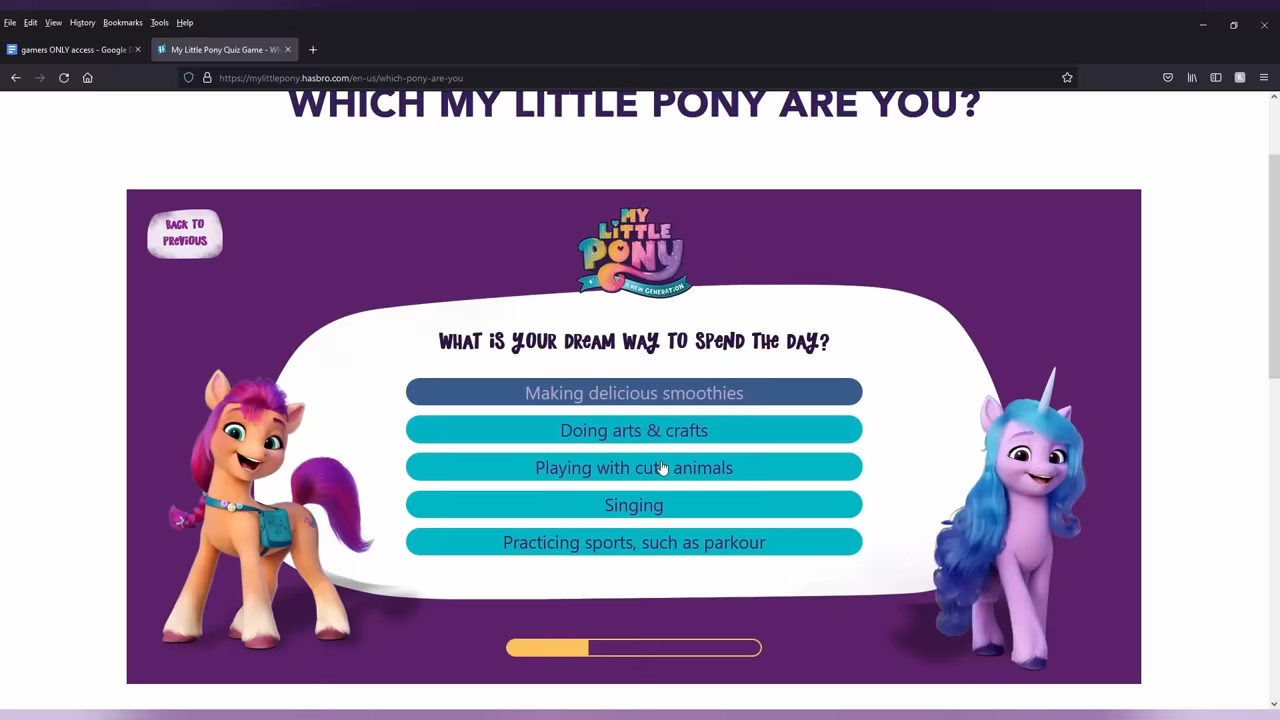 File Edit View History Bookmarks Tools Help
gamers ONLY access - Google
My Little Pony Quiz Game - Wh
https://mylittlepony.hasbro.com/en-us/which-pony-are-you
WHICH MY LITTLE PONY ARE YOU?
BACK TO
PREVIOUS
MY
LITTLE
PONY
A NEW GENERATION
WHAT IS YOUR DREAM WAY TO SPEND THE DAY?
Making delicious smoothies
Doing arts & crafts
Playing with cute animals
Singing
Practicing sports, such as parkour